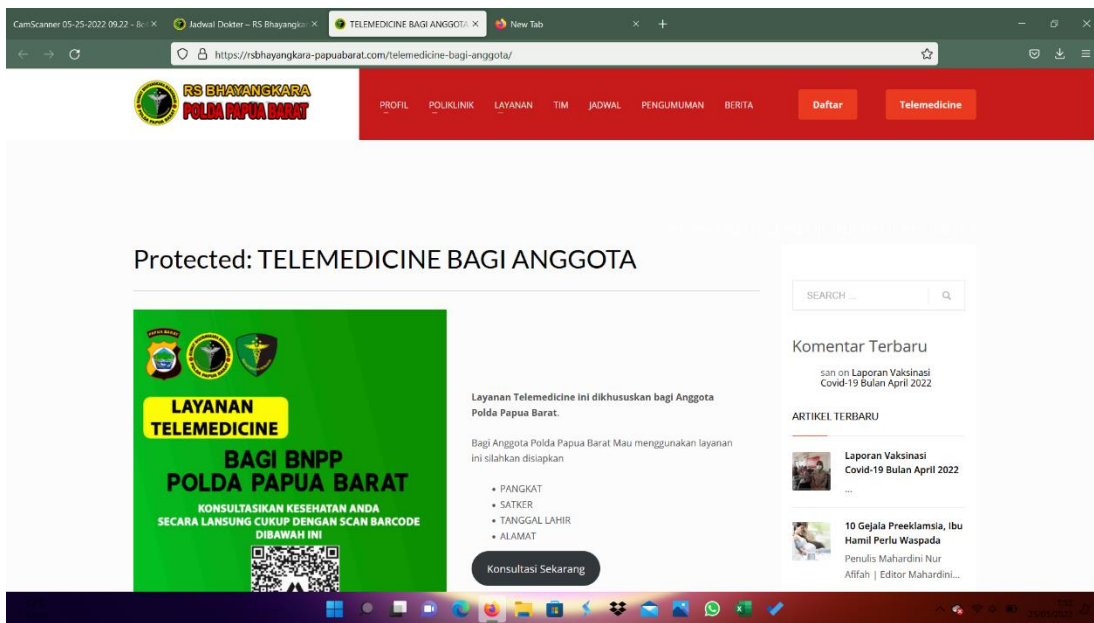 CamScanner 05-25-2022 09.22 - 8c
Jadwal Dokter – RS Bhayangkar
TELEMEDICINE BAGI ANGGOTA
New Tab
https://rsbhayangkara-papuabarat.com/telemedicine-bagi-anggota/
RS BHAYANGKARA
POLDA PAPUA BARAT
PROFIL POLIKLINIK LAYANAN TIM JADWAL PENGUMUMAN BERITA
Daftar
Telemedicine
Protected: TELEMEDICINE BAGI ANGGOTA
LAYANAN
TELEMEDICINE
BAGI BNPP
POLDA PAPUA BARAT
KONSULTASIKAN KESEHATAN ANDA
SECARA LANSUNG CUKUP DENGAN SCAN BARCODE
DIBAWAH INI
Layanan Telemedicine ini dikhususkan bagi Anggota
Polda Papua Barat.
Bagi Anggota Polda Papua Barat Mau menggunakan layanan
ini silahkan disiapkan
• PANGKAT
• SATKER
• TANGGAL LAHIR
• ALAMAT
Konsultasi Sekarang
SEARCH ...
Komentar Terbaru
san on Laporan Vaksinasi
Covid-19 Bulan April 2022
ARTIKEL TERBARU
Laporan Vaksinasi
Covid-19 Bulan April 2022
...
10 Gejala Preeklamsia, Ibu
Hamil Perlu Waspada
Penulis Mahardini Nur
Afifah | Editor Mahardini...